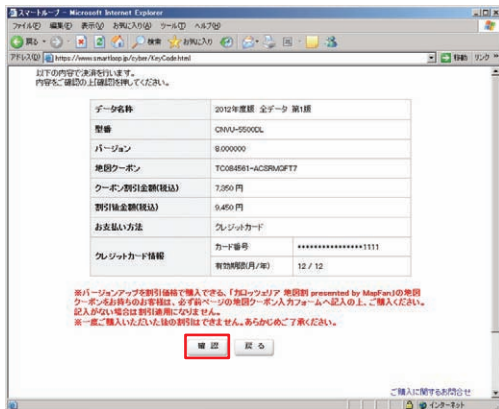 スマートループ - Microsoft Internet Explorer
ファイル(F) 編集(E) 表示(V) お気に入り(A) ツール(T) ヘルプ(H)
戻る 検索 お気に入り
アドレス(D) https://www.smartloop.jp/cyber/KeyCode.html 移動 リンク
以下の内容で決済を行います。
内容をご確認の上[確認]を押してください。
データ名称 2012年度版 全データ 第1版
型番 CNVU-5500DL
バージョン 8.000000
地図クーポン TC084561-ACSRMQFT7
クーポン割引金額(税込) 7,350 円
割引後金額(税込) 9,450 円
お支払い方法 クレジットカード
クレジットカード情報 カード番号 ****************1111
有効期限(月/年) 12 / 12
※バージョンアップを割引価格で購入できる、「カロッツェリア 地図割 presented by MapFan」の地図
クーポンをお持ちのお客様は、必ず前ページの地図クーポン入力フォームへ記入の上、ご購入ください。
記入がない場合は割引適用になりません。
※一度ご購入いただいた後の割引はできません。あらかじめご了承ください。
確 認 戻 る
ご購入に関するお問合せ
インターネット